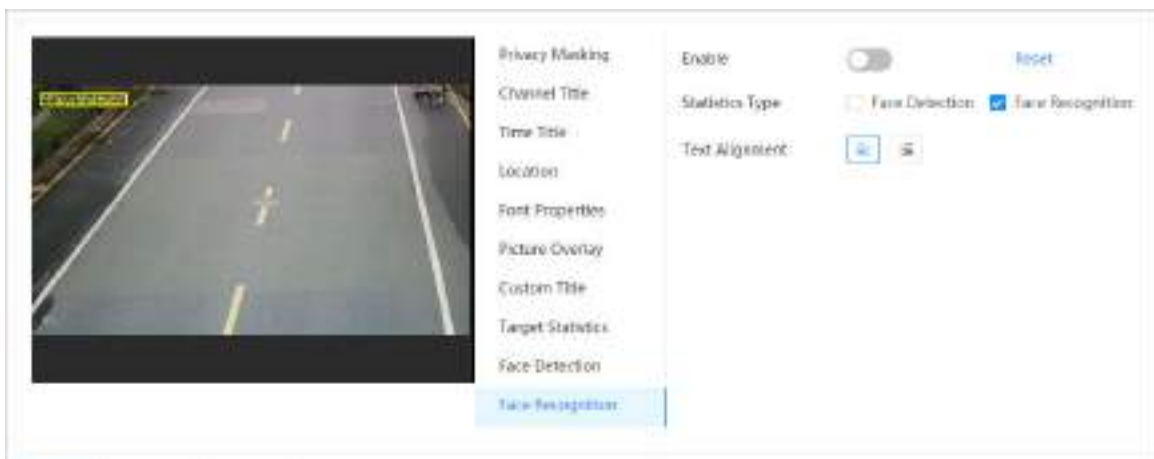 Privacy Masking
Enable
Reset
Channel Title
Statistics Type
Face Detection
Face Recognition
Time Title
Text Alignment
Location
Font Properties
Picture Overlay
Custom Title
Target Statistics
Face Detection
Face Recognition